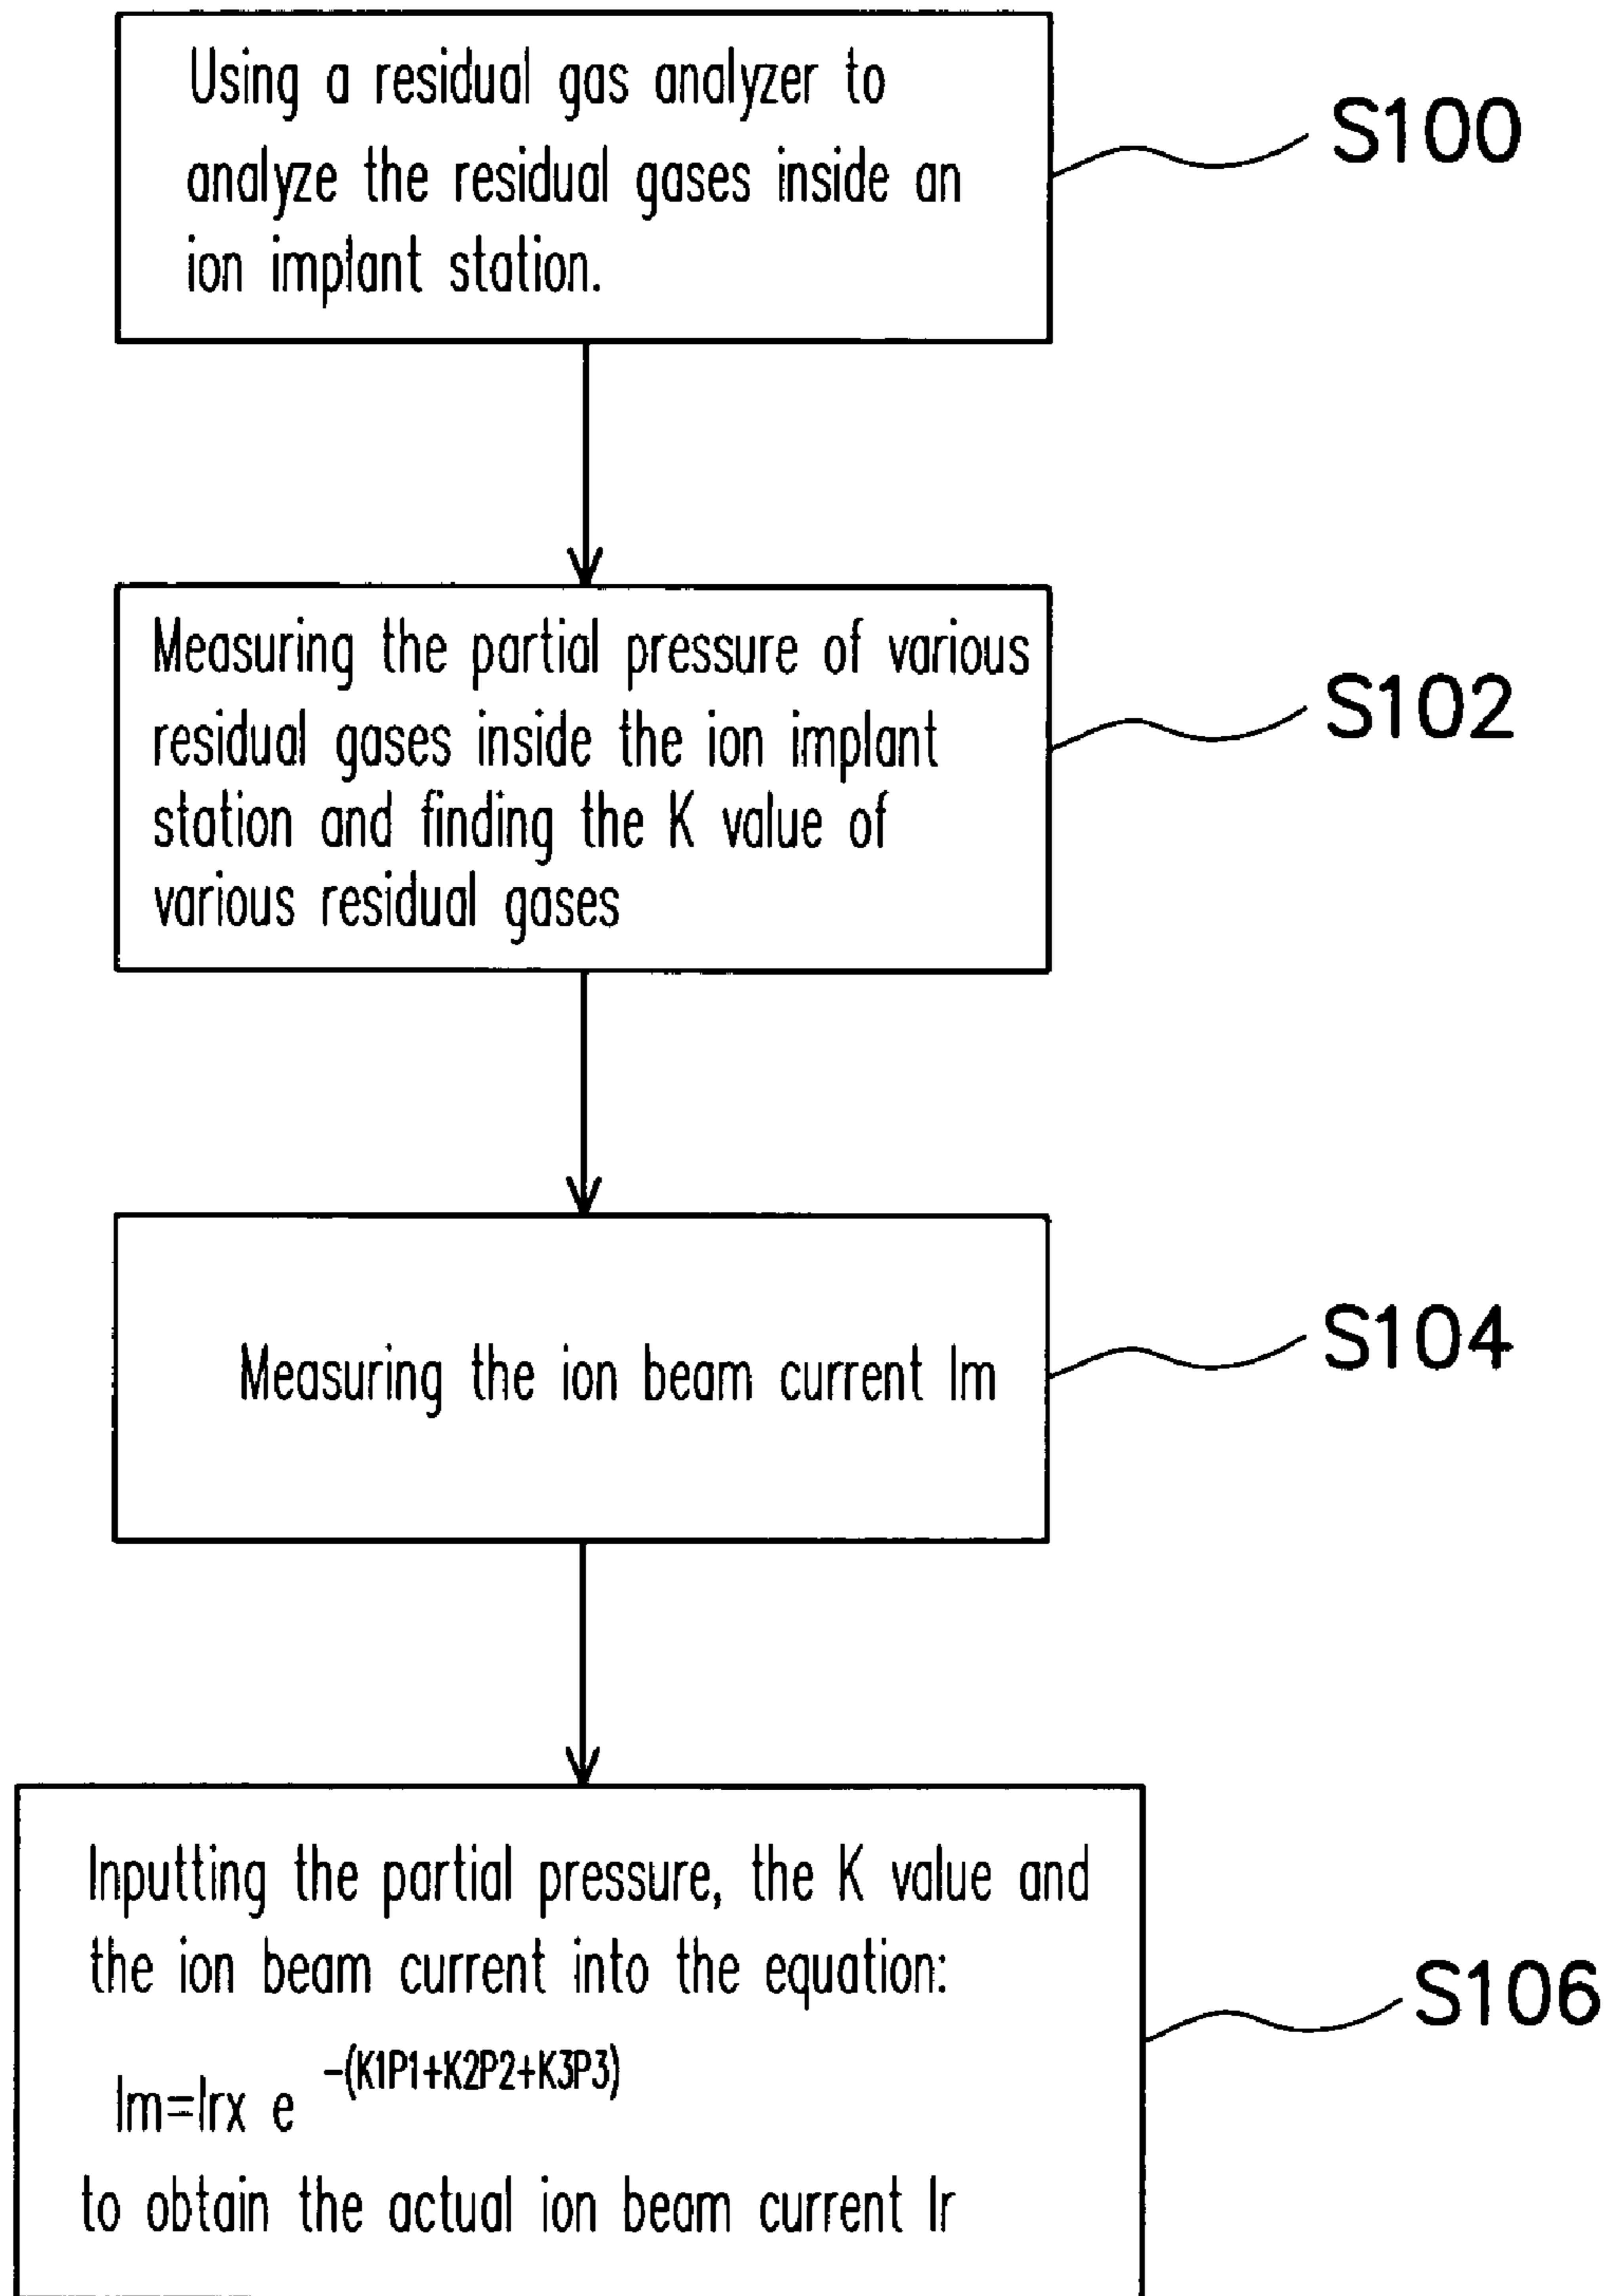 Using a residual gas analyzer to
analyze the residual gases inside an
ion implant station.
S100
Measuring the partial pressure of various
residual gases inside the ion implant
station and finding the K value of
various residual gases
S102
Measuring the ion beam current Im
S104
Inputting the partial pressure, the K value and
the ion beam current into the equation:
Im=Irx e -(K1P1+K2P2+K3P3)
to obtain the actual ion beam current Ir
S106